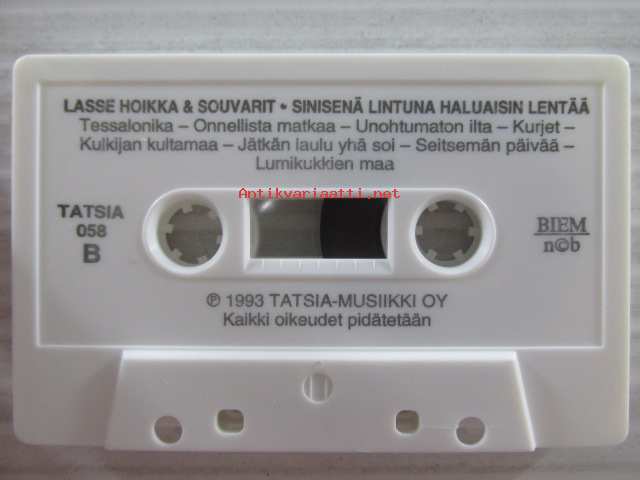 LASSE HOIKKA & SOUVARIT • SINISENÄ LINTUNA HALUAISIN LENTÄÄ
Tessalonika – Onnellista matkaa – Unohtumaton ilta – Kurjet –
Kulkijan kultamaa – Jätkän laulu yhä soi – Seitsemän päivää –
Lumikukkien maa
Antikvariaatti.net
TATSIA
058
B
BIEM
n©b
℗ 1993 TATSIA-MUSIIKKI OY
Kaikki oikeudet pidätetään